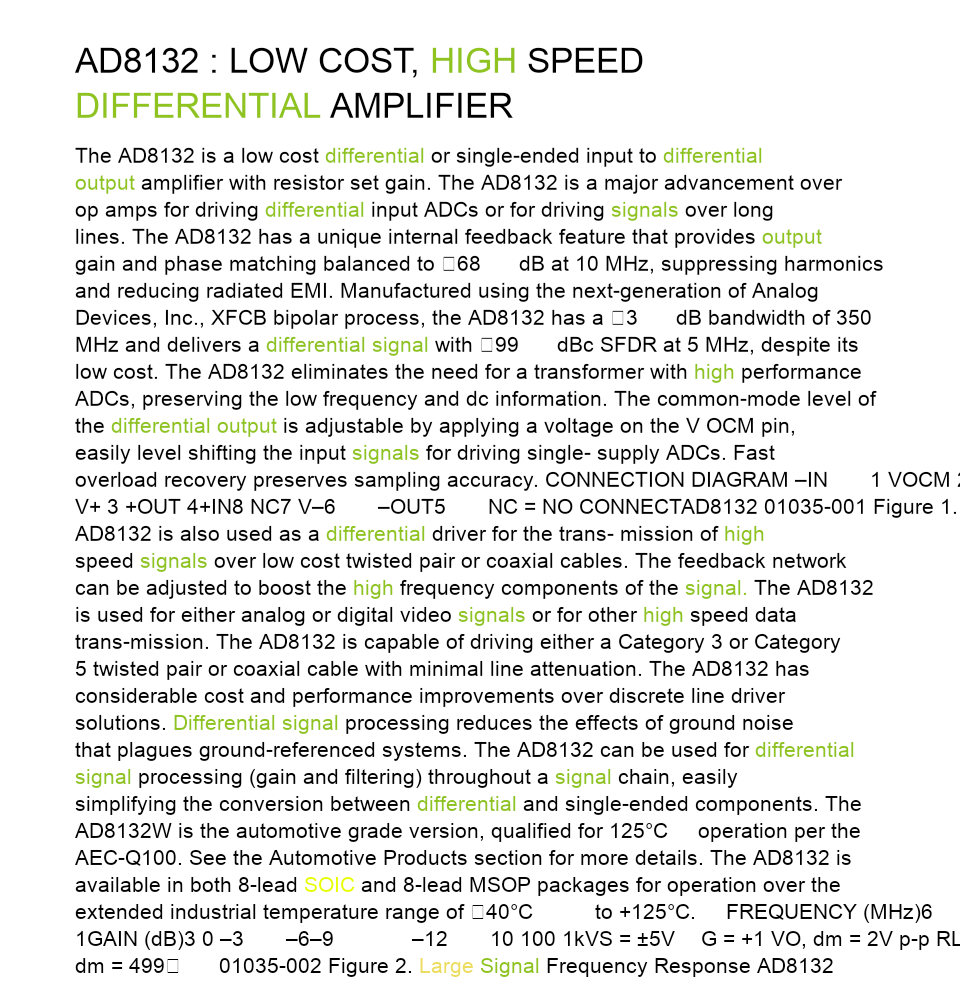 AD8132 : LOW COST, HIGH SPEED
DIFFERENTIAL AMPLIFIER
The AD8132 is a low cost differential or single-ended input to differential
output amplifier with resistor set gain. The AD8132 is a major advancement over
op amps for driving differential input ADCs or for driving signals over long
lines. The AD8132 has a unique internal feedback feature that provides output
gain and phase matching balanced to □68 dB at 10 MHz, suppressing harmonics
and reducing radiated EMI. Manufactured using the next-generation of Analog
Devices, Inc., XFCB bipolar process, the AD8132 has a □3 dB bandwidth of 350
MHz and delivers a differential signal with □99 dBc SFDR at 5 MHz, despite its
low cost. The AD8132 eliminates the need for a transformer with high performance
ADCs, preserving the low frequency and dc information. The common-mode level of
the differential output is adjustable by applying a voltage on the V OCM pin,
easily level shifting the input signals for driving single- supply ADCs. Fast
overload recovery preserves sampling accuracy. CONNECTION DIAGRAM –IN 1 VOCM 2
V+ 3 +OUT 4+IN8 NC7 V–6 –OUT5 NC = NO CONNECTAD8132 01035-001 Figure 1.
AD8132 is also used as a differential driver for the trans- mission of high
speed signals over low cost twisted pair or coaxial cables. The feedback network
can be adjusted to boost the high frequency components of the signal. The AD8132
is used for either analog or digital video signals or for other high speed data
trans-mission. The AD8132 is capable of driving either a Category 3 or Category
5 twisted pair or coaxial cable with minimal line attenuation. The AD8132 has
considerable cost and performance improvements over discrete line driver
solutions. Differential signal processing reduces the effects of ground noise
that plagues ground-referenced systems. The AD8132 can be used for differential
signal processing (gain and filtering) throughout a signal chain, easily
simplifying the conversion between differential and single-ended components. The
AD8132W is the automotive grade version, qualified for 125°C operation per the
AEC-Q100. See the Automotive Products section for more details. The AD8132 is
available in both 8-lead SOIC and 8-lead MSOP packages for operation over the
extended industrial temperature range of □40°C to +125°C. FREQUENCY (MHz)6
1GAIN (dB)3 0 –3 –6–9 –12 10 100 1kVS = ±5V G = +1 VO, dm = 2V p-p RL
dm = 499□ 01035-002 Figure 2. Large Signal Frequency Response AD8132